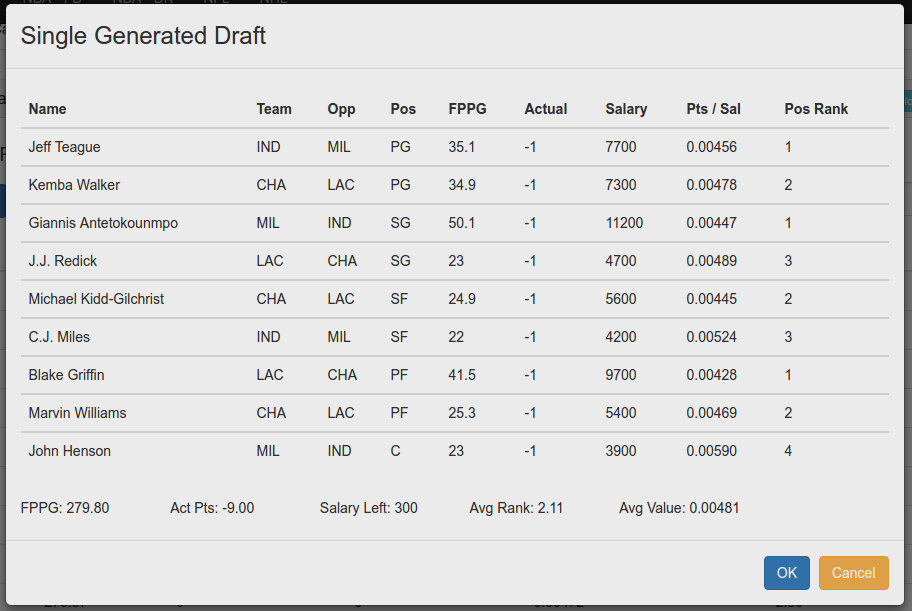 Single Generated Draft
Name Team Opp Pos FPPG Actual Salary Pts / Sal Pos Rank
Jeff Teague IND MIL PG 35.1 -1 7700 0.00456 1
Kemba Walker CHA LAC PG 34.9 -1 7300 0.00478 2
Giannis Antetokounmpo MIL IND SG 50.1 -1 11200 0.00447 1
J.J. Redick LAC CHA SG 23 -1 4700 0.00489 3
Michael Kidd-Gilchrist CHA LAC SF 24.9 -1 5600 0.00445 2
C.J. Miles IND MIL SF 22 -1 4200 0.00524 3
Blake Griffin LAC CHA PF 41.5 -1 9700 0.00428 1
Marvin Williams CHA LAC PF 25.3 -1 5400 0.00469 2
John Henson MIL IND C 23 -1 3900 0.00590 4
FPPG: 279.80 Act Pts: -9.00 Salary Left: 300 Avg Rank: 2.11 Avg Value: 0.00481
OK Cancel